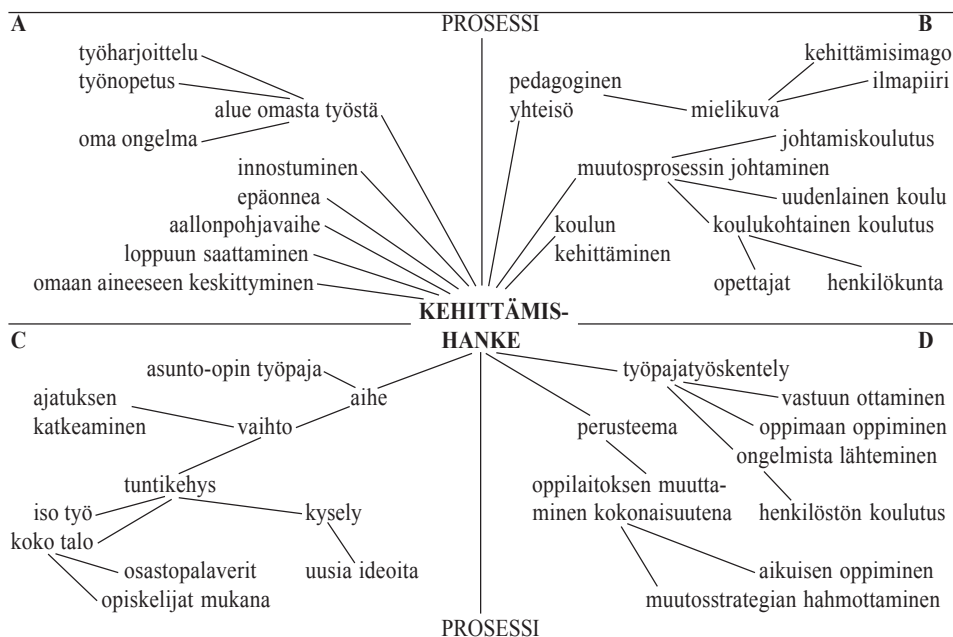 A
PROSESSI
B
työharjoittelu
työnopetus
alue omasta työstä
oma ongelma
innostuminen
epäonnea
aallonpohjavaihe
loppuun saattaminen
omaan aineeseen keskittyminen
kehittämisimago
ilmapiiri
pedagoginen
yhteisö
mielikuva
johtamiskoulutus
muutosprosessin johtaminen
uudenlainen koulu
koulun
kehittäminen
koulukohtainen koulutus
opettajat
henkilökunta
KEHITTÄMIS-
HANKE
C
D
asunto-opin työpaja
aihe
ajatuksen
katkeaminen
vaihto
tuntikehys
iso työ
koko talo
kysely
osastopalaverit
uusia ideoita
opiskelijat mukana
työpajatyöskentely
vastuun ottaminen
perusteema
oppimaan oppiminen
ongelmista lähteminen
oppilaitoksen muutta-
minen kokonaisuutena
henkilöstön koulutus
aikuisen oppiminen
muutosstrategian hahmottaminen
PROSESSI